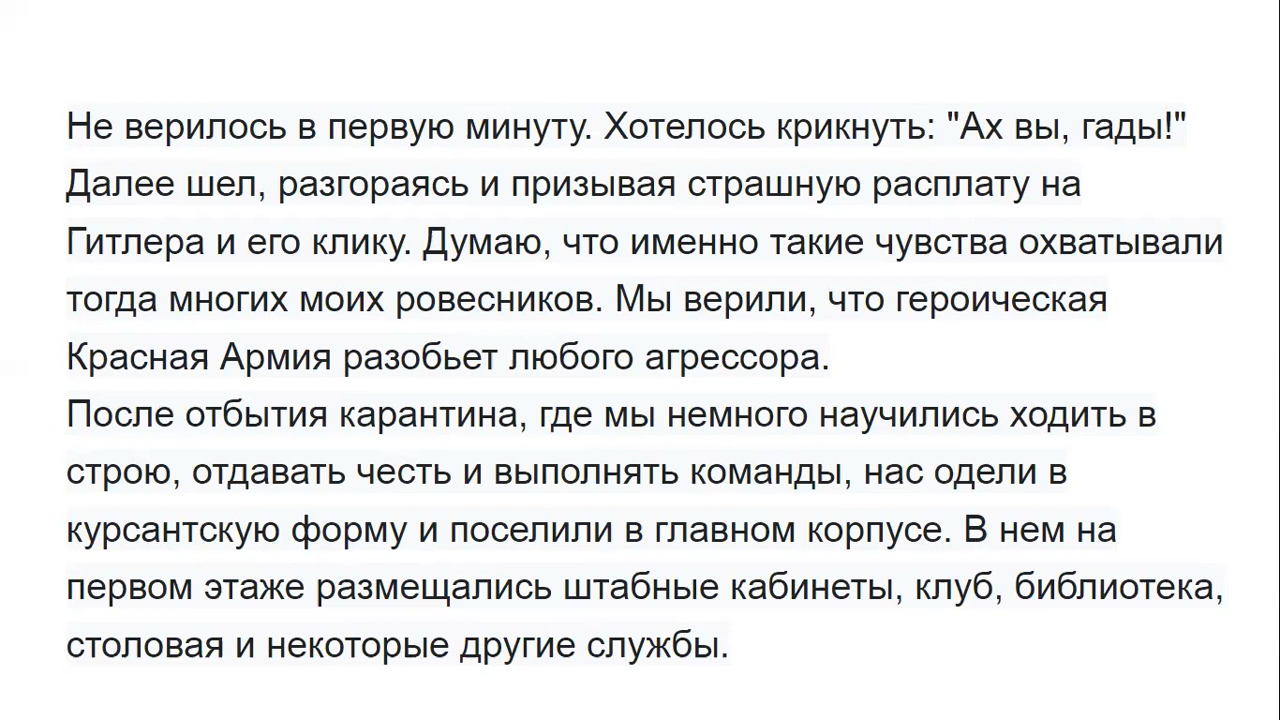 Не верилось в первую минуту. Хотелось крикнуть: "Ах вы, гады!"
Далее шел, разгораясь и призывая страшную расплату на
Гитлера и его клику. Думаю, что именно такие чувства охватывали
тогда многих моих ровесников. Мы верили, что героическая
Красная Армия разобьет любого агрессора.
После отбытия карантина, где мы немного научились ходить в
строю, отдавать честь и выполнять команды, нас одели в
курсантскую форму и поселили в главном корпусе. В нем на
первом этаже размещались штабные кабинеты, клуб, библиотека,
столовая и некоторые другие службы.